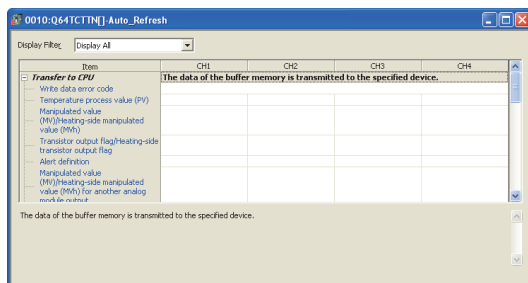 0010:Q64TCTTN[]-Auto_Refresh
Display Filter Display All
Item CH1 CH2 CH3 CH4
Transfer to CPU The data of the buffer memory is transmitted to the specified device.
Write data error code
Temperature process value (PV)
Manipulated value
(MV)/Heating-side manipulated
value (MVh)
Transistor output flag/Heating-side
transistor output flag
Alert definition
Manipulated value
(MV)/Heating-side manipulated
value (MVh) for another analog
module output
The data of the buffer memory is transmitted to the specified device.